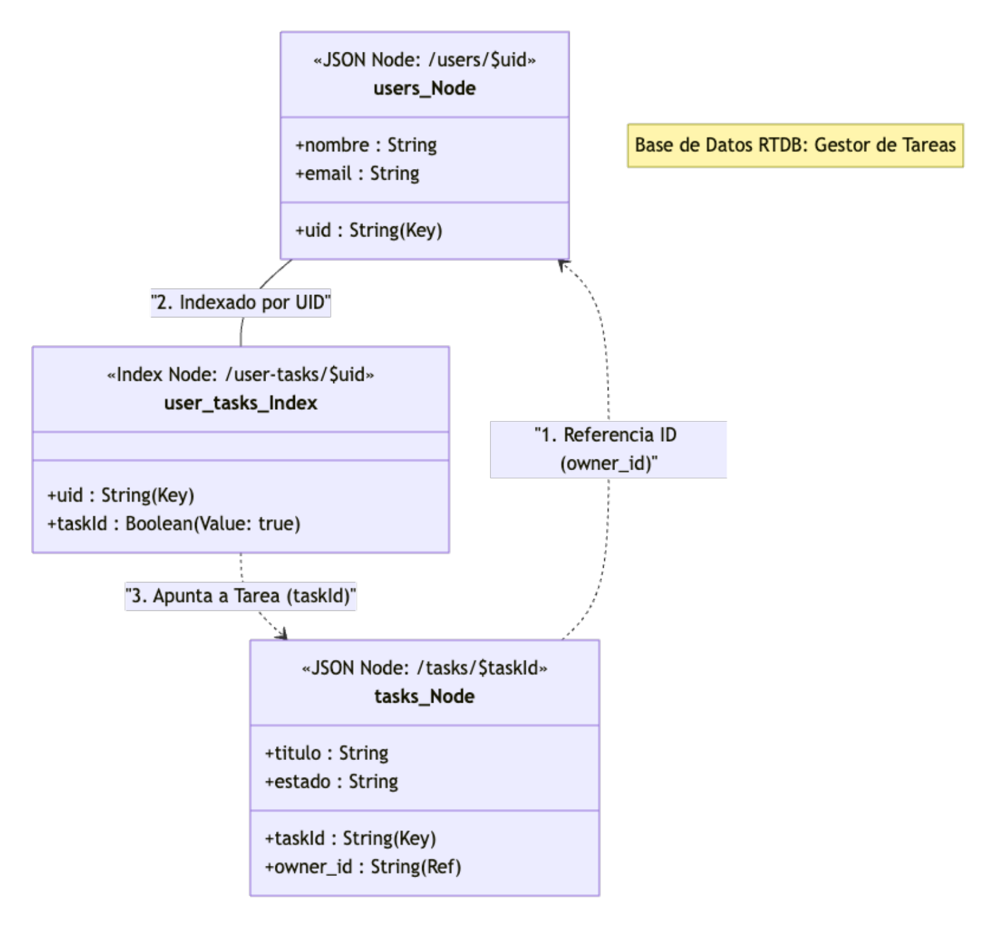 «JSON Node: /users/$uid»
users_Node
+nombre : String
+email : String
+uid : String(Key)
Base de Datos RTDB: Gestor de Tareas
"2. Indexado por UID"
«Index Node: /user-tasks/$uid»
user_tasks_Index
+uid : String(Key)
+taskId : Boolean(Value: true)
"1. Referencia ID
(owner_id)"
"3. Apunta a Tarea (taskId)"
«JSON Node: /tasks/$taskId»
tasks_Node
+titulo : String
+estado : String
+taskId : String(Key)
+owner_id : String(Ref)